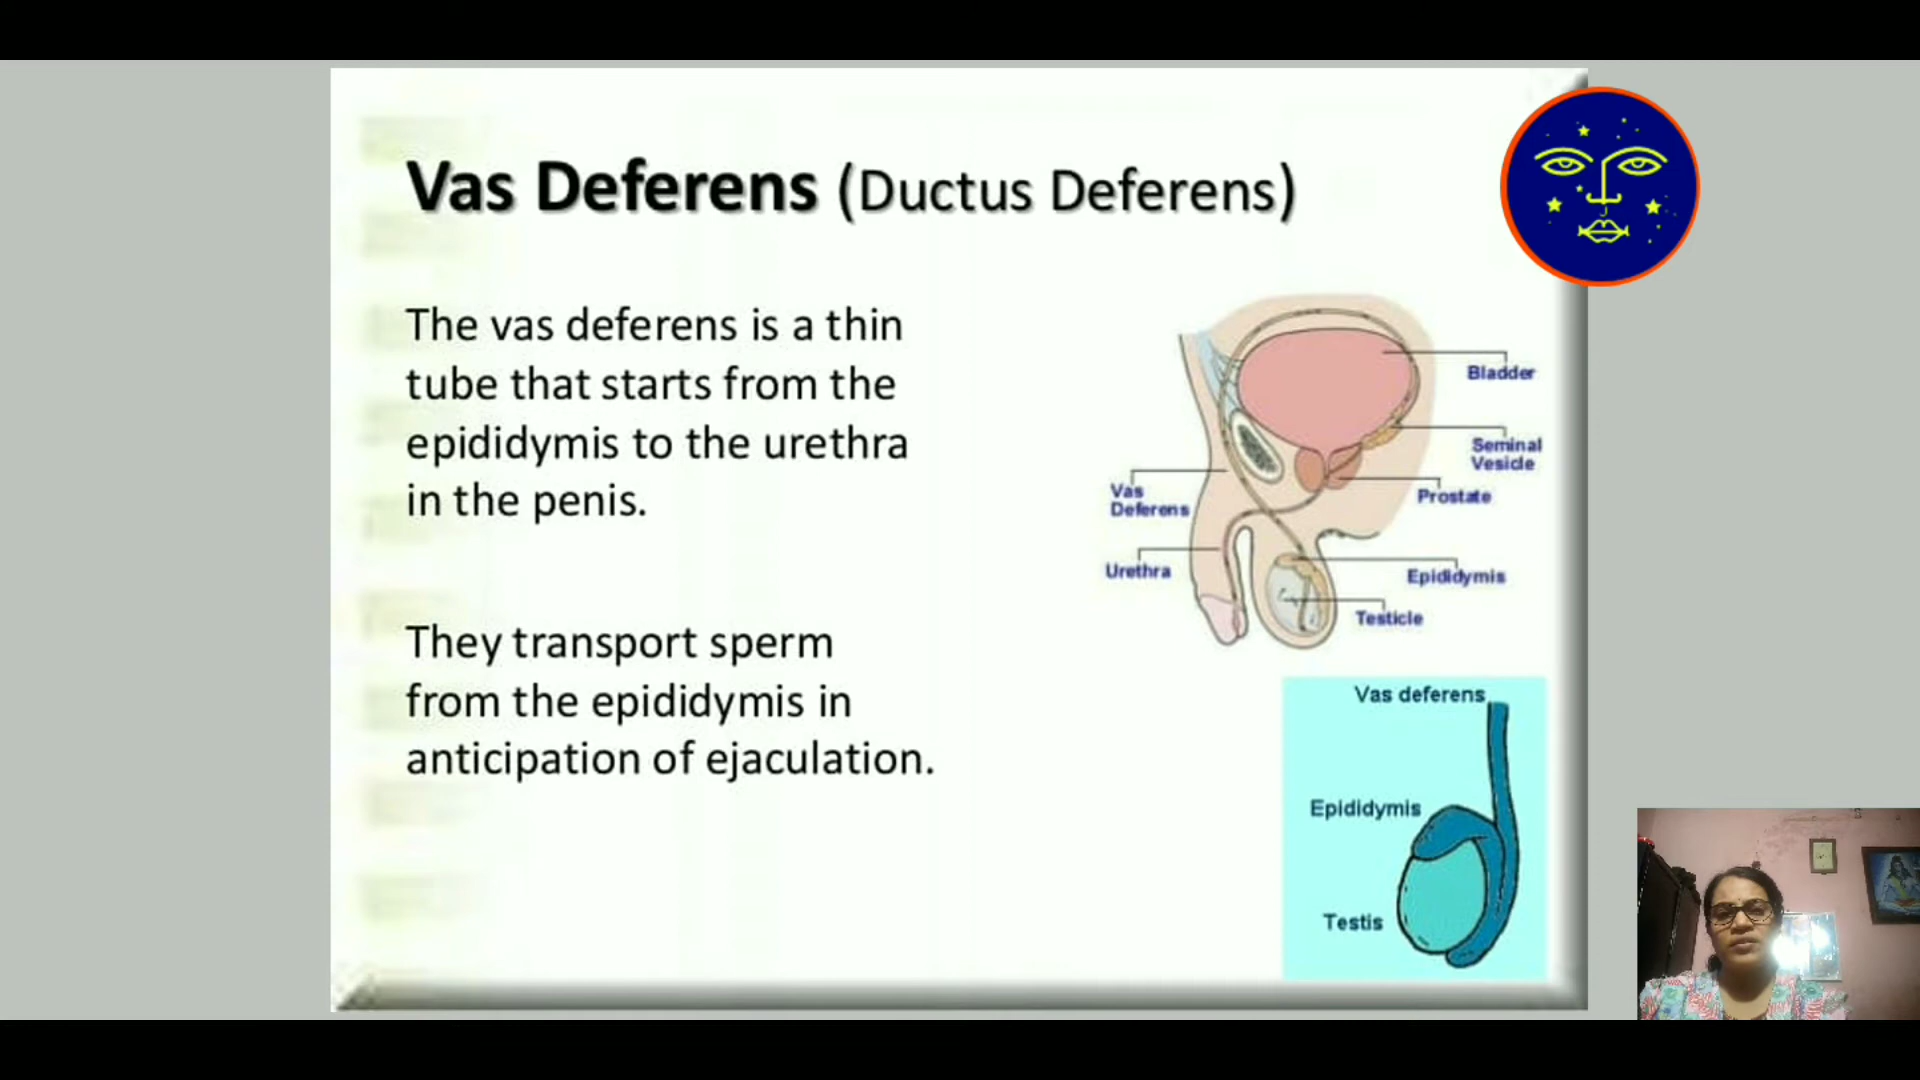 Vas Deferens (Ductus Deferens)
The vas deferens is a thin
tube that starts from the
epididymis to the urethra
in the penis.
They transport sperm
from the epididymis in
anticipation of ejaculation.
Bladder
Seminal
Vesicle
Prostate
Vas
Deferens
Urethra
Epididymis
Testicle
Vas deferens
Epididymis
Testis